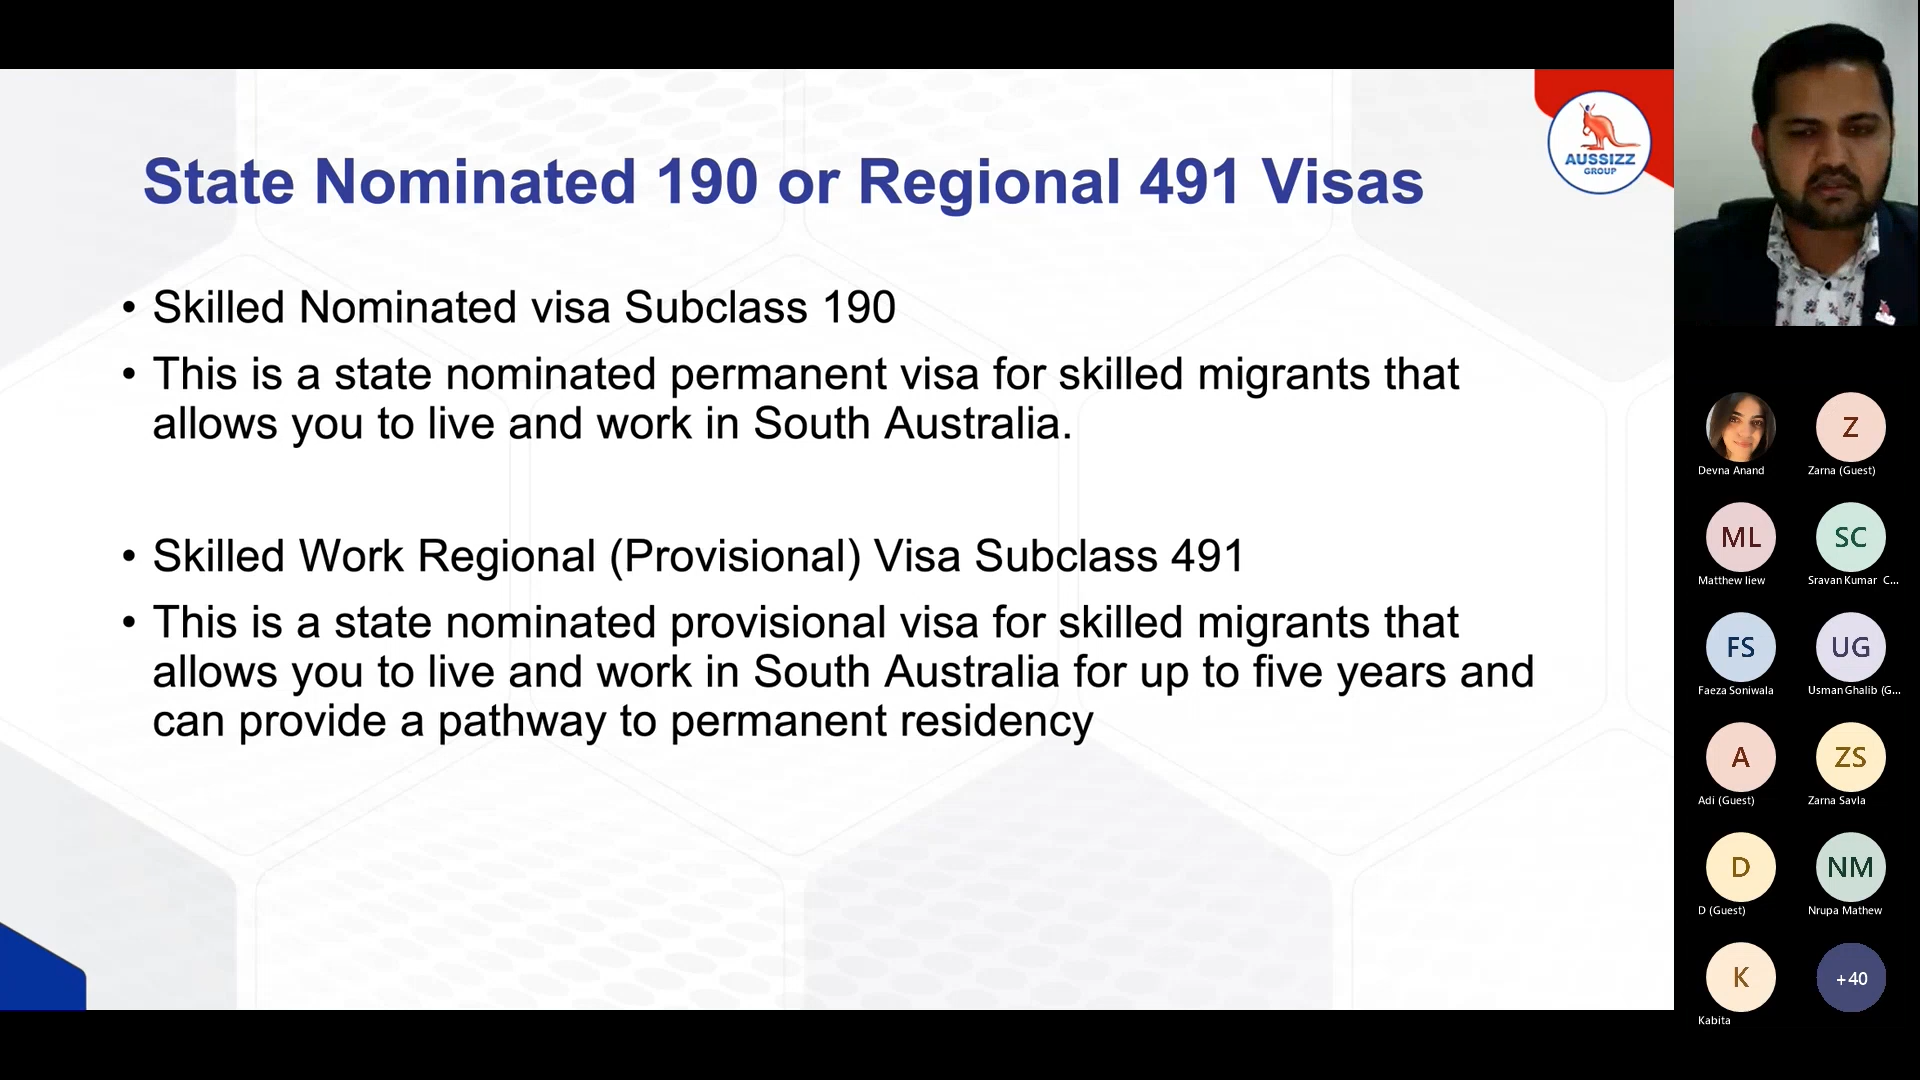 State Nominated 190 or Regional 491 Visas
AUSSIZZ
GROUP
• Skilled Nominated visa Subclass 190
• This is a state nominated permanent visa for skilled migrants that
allows you to live and work in South Australia.
• Skilled Work Regional (Provisional) Visa Subclass 491
• This is a state nominated provisional visa for skilled migrants that
allows you to live and work in South Australia for up to five years and
can provide a pathway to permanent residency
Devna Anand
Z
Zarna (Guest)
ML
Matthew liew
SC
Sravan Kumar C...
FS
Faeza Soniwala
UG
Usman Ghalib (G...
A
Adi (Guest)
ZS
Zarna Savla
D
D (Guest)
NM
Nrupa Mathew
K
Kabita
+40